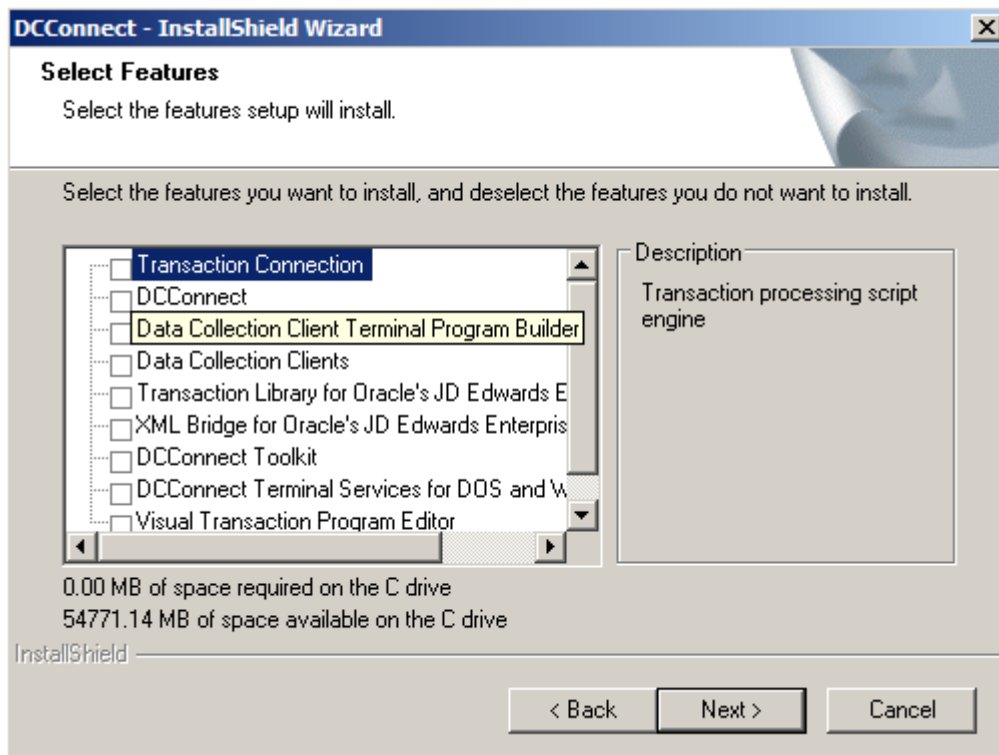 DCConnect - InstallShield Wizard
Select Features
Select the features setup will install.
Select the features you want to install, and deselect the features you do not want to install.
Transaction Connection
DCConnect
Data Collection Client Terminal Program Builder
Data Collection Clients
Transaction Library for Oracle's JD Edwards E
XML Bridge for Oracle's JD Edwards Enterpris
DCConnect Toolkit
DCConnect Terminal Services for DOS and W
Visual Transaction Program Editor
Description
Transaction processing script
engine
0.00 MB of space required on the C drive
54771.14 MB of space available on the C drive
InstallShield
< Back
Next >
Cancel